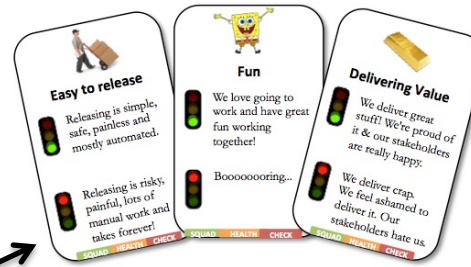 Easy to release
Releasing is simple,
safe, painless and
mostly automated.
Releasing is risky,
painful, lots of
manual work and
takes forever!
SQUAD HEALTH CHECK
Fun
We love going to
work and have great
fun working
together!
Booooooring...
SQUAD HEALTH CHECK
Delivering Value
We deliver great
stuff! We're proud of
it & our stakeholders
are really happy.
We deliver crap.
We feel ashamed to
deliver it. Our
stakeholders hate us.
SQUAD HEALTH CHECK